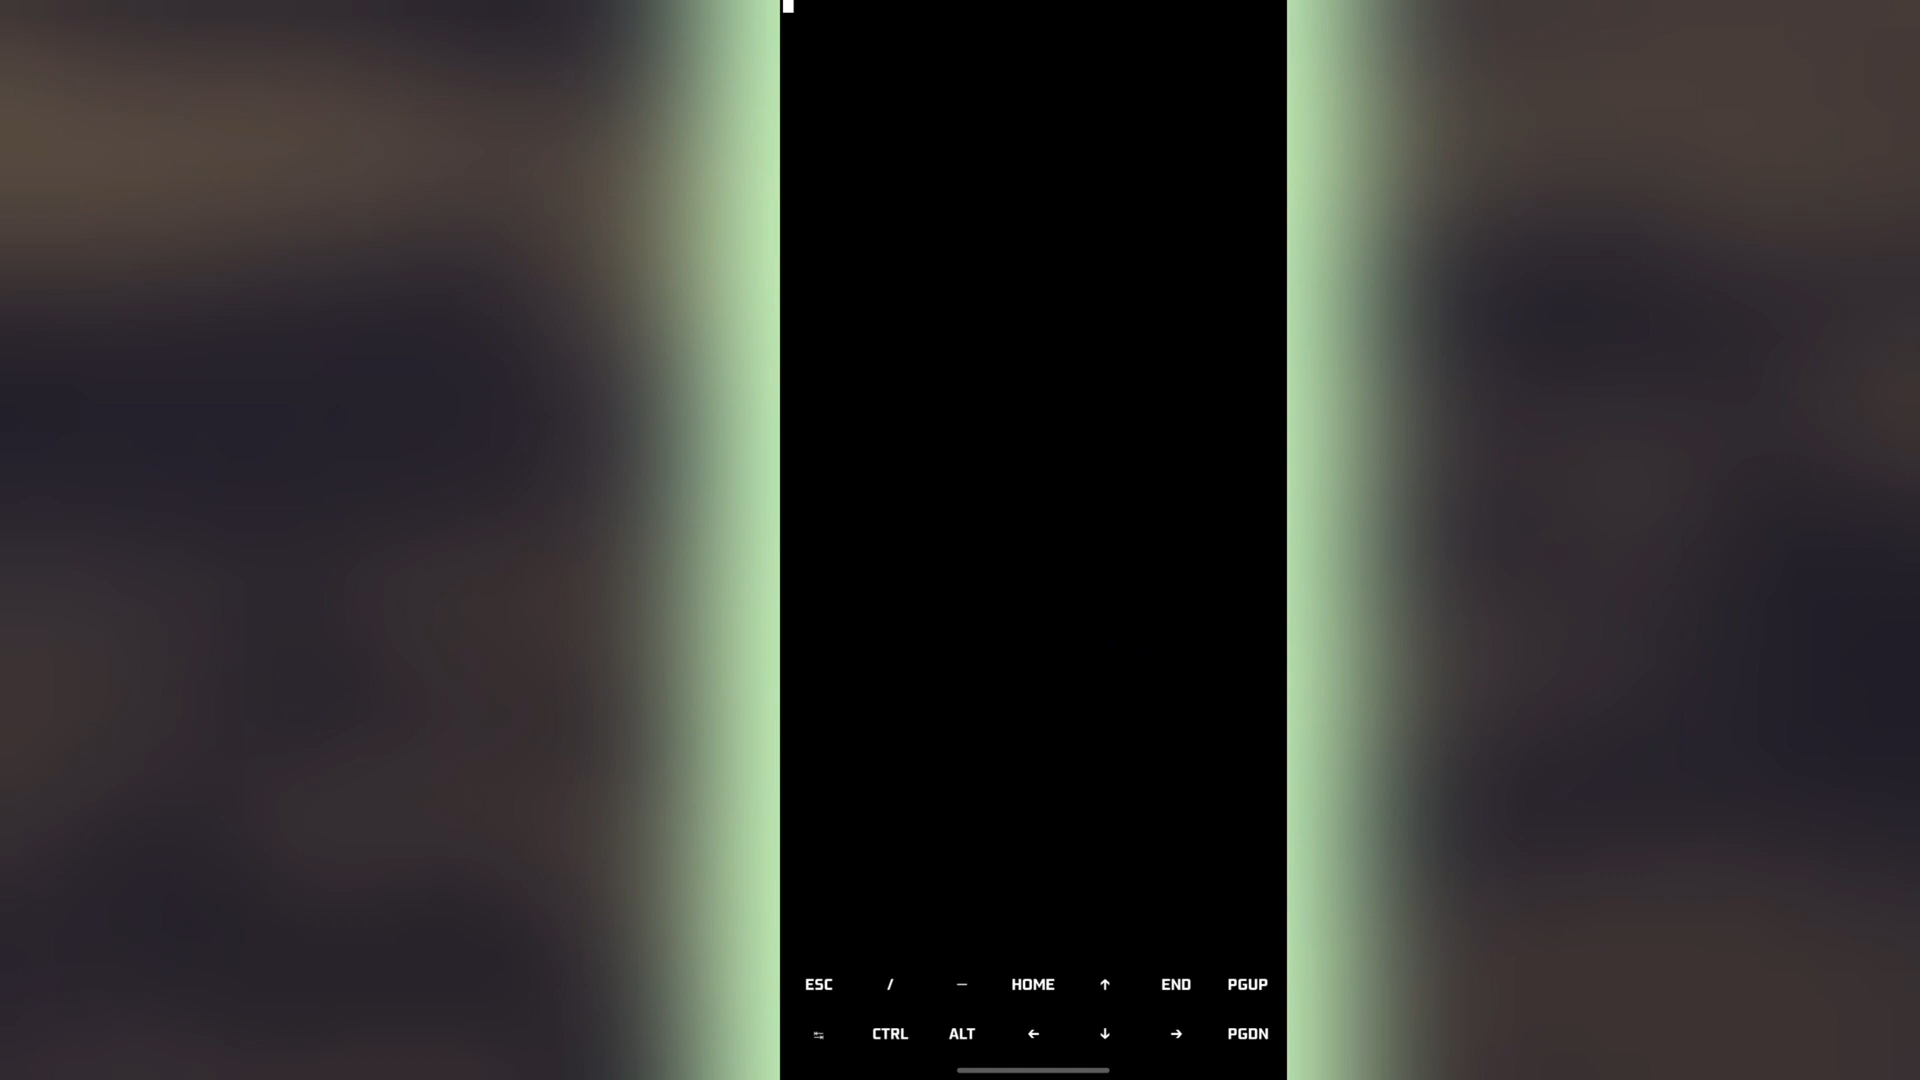 ESC / — HOME ↑ END PGUP
⇆ CTRL ALT ← ↓ → PGDN